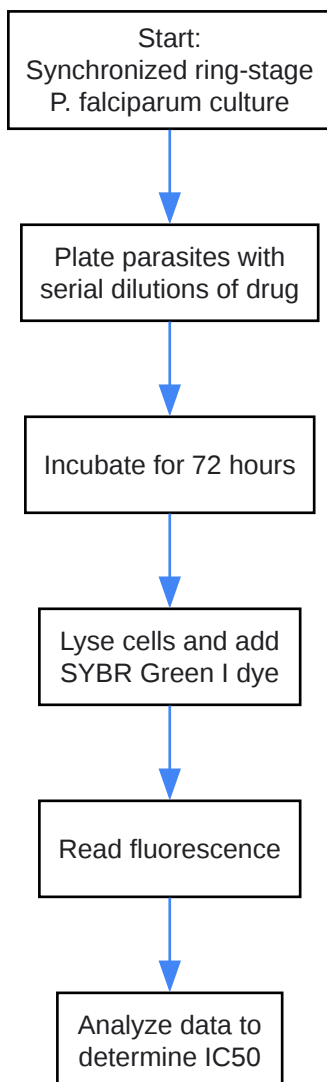 Start:
Synchronized ring-stage
P. falciparum culture
Plate parasites with
serial dilutions of drug
Incubate for 72 hours
Lyse cells and add
SYBR Green I dye
Read fluorescence
Analyze data to
determine IC50